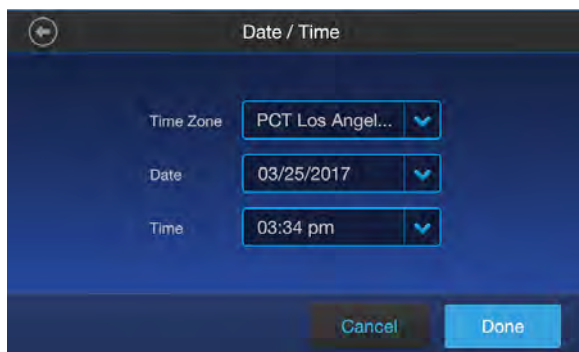 Date / Time
Time Zone PCT Los Angel...
Date 03/25/2017
Time 03:34 pm
Cancel Done